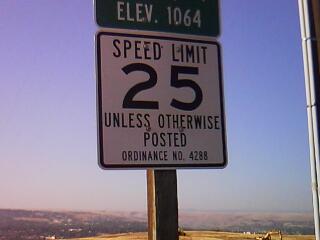 ELEV. 1064
SPEED LIMIT
25
UNLESS OTHERWISE
POSTED
ORDINANCE NO. 4288